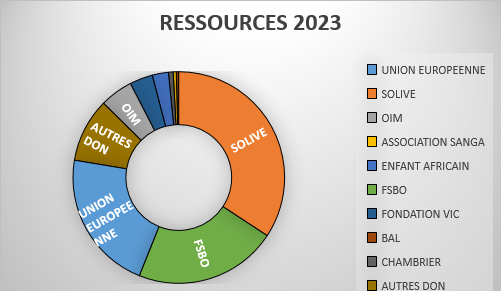 RESSOURCES 2023
UNION EUROPEENNE
SOLIVE
OIM
ASSOCIATION SANGA
ENFANT AFRICAIN
FSBO
FONDATION VIC
BAL
CHAMBRIER
AUTRES DON
SOLIVE
FSBO
UNION
EUROPEE
NNE
AUTRES
DON
OIM